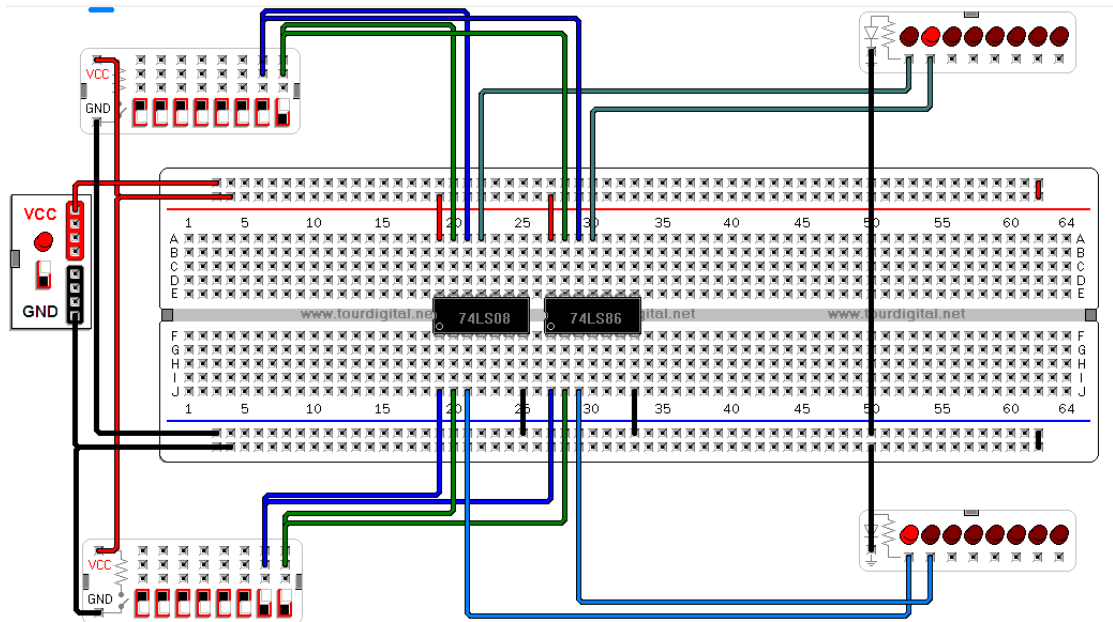 VCC
GND
1 5 10 15 20 25 30 35 40 45 50 55 60 64
A A
B B
C C
D D
E E
VCC
GND
www.tourdigital.net www.tourdigital.net www.tourdigital.net
74LS08 74LS86
F F
G G
H H
I I
J J
1 5 10 15 20 25 30 35 40 45 50 55 60 64
VCC
GND